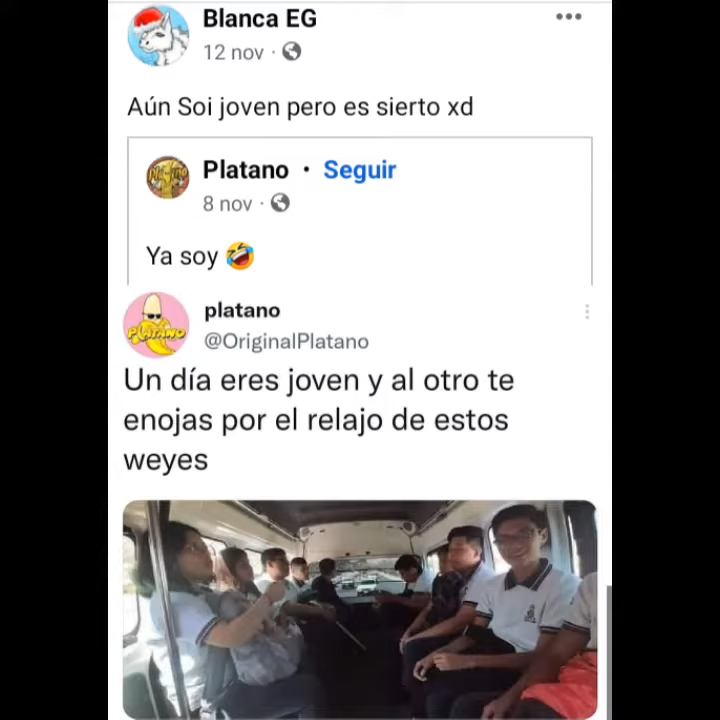 Blanca EG
12 nov ·
Aún Soi joven pero es sierto xd
Platano • Seguir
8 nov ·
Ya soy 🤣
platano
PLATANO
@OriginalPlatano
Un día eres joven y al otro te
enojas por el relajo de estos
weyes